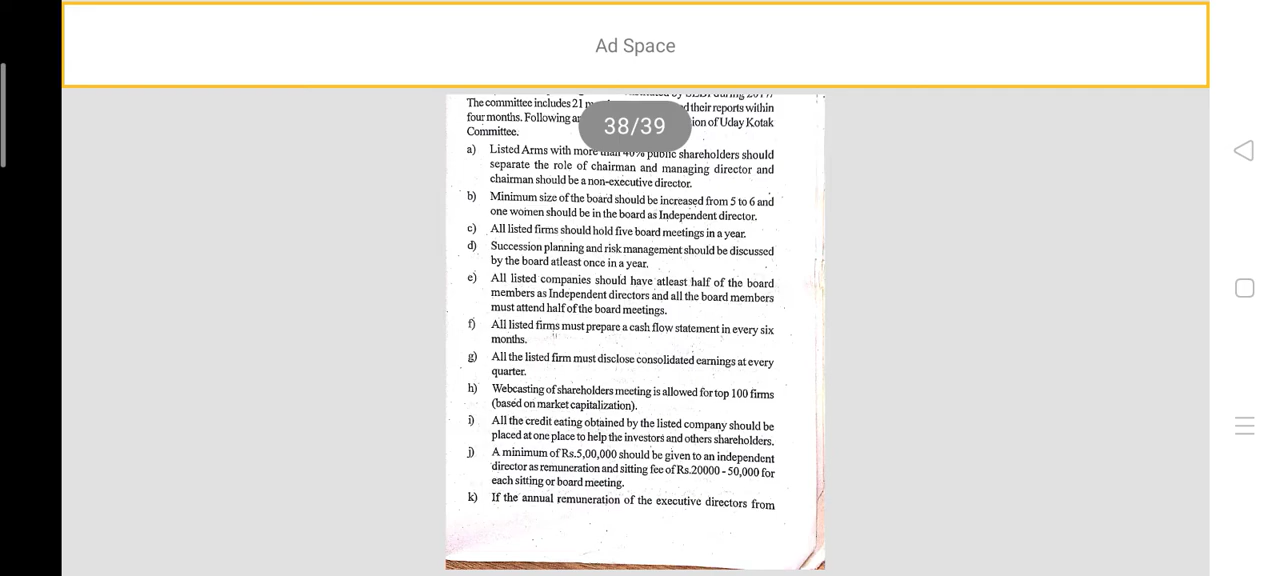 Ad Space
The committee includes 21 their reports within
four months. Following of Uday Kotak
38/39
Committee.
a) Listed Arms with more than 40% public shareholders should
separate the role of chairman and managing director and
chairman should be a non-executive director.
b) Minimum size of the board should be increased from 5 to 6 and
one women should be in the board as Independent director.
c) All listed firms should hold five board meetings in a year.
d) Succession planning and risk management should be discussed
by the board atleast once in a year.
e) All listed companies should have atleast half of the board
members as Independent directors and all the board members
must attend half of the board meetings.
f) All listed firms must prepare a cash flow statement in every six
months.
g) All the listed firm must disclose consolidated earnings at every
quarter.
h) Webcasting of shareholders meeting is allowed for top 100 firms
(based on market capitalization).
i) All the credit eating obtained by the listed company should be
placed at one place to help the investors and others shareholders.
j) A minimum of Rs.5,00,000 should be given to an independent
director as remuneration and sitting fee of Rs.20000 - 50,000 for
each sitting or board meeting.
k) If the annual remuneration of the executive directors from